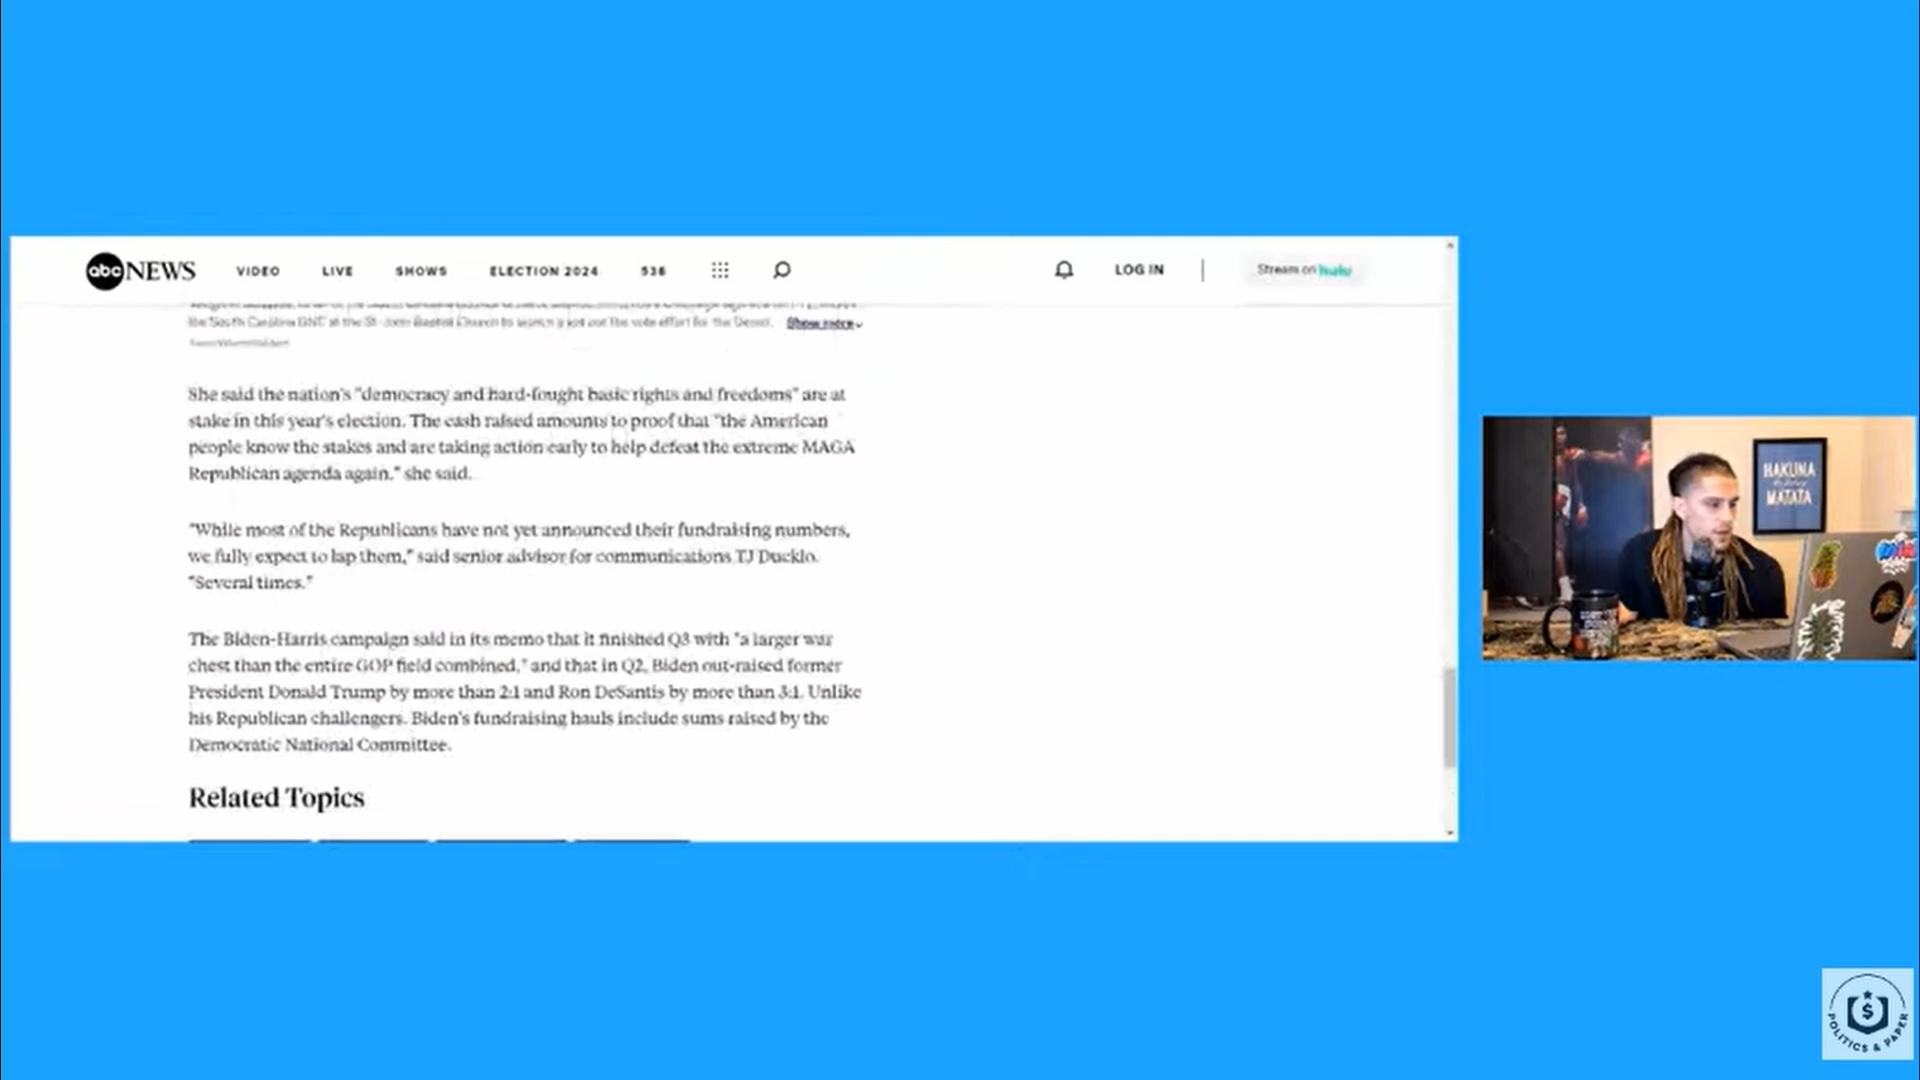 abc NEWS VIDEO LIVE SHOWS ELECTION 2024 538 LOG IN Stream on hulu
the South Carolina DNC at the St. John Baptist Church to launch a get out the vote effort for the Democ. Show more
She said the nation's "democracy and hard-fought basic rights and freedoms" are at
stake in this year's election. The cash raised amounts to proof that "the American
people know the stakes and are taking action early to help defeat the extreme MAGA
Republican agenda again," she said.
"While most of the Republicans have not yet announced their fundraising numbers,
we fully expect to lap them," said senior advisor for communications TJ Ducklo.
"Several times."
The Biden-Harris campaign said in its memo that it finished Q3 with "a larger war
chest than the entire GOP field combined," and that in Q2, Biden out-raised former
President Donald Trump by more than 2:1 and Ron DeSantis by more than 3:1. Unlike
his Republican challengers, Biden's fundraising hauls include sums raised by the
Democratic National Committee.
Related Topics
HAKUNA
MATATA
POLITICS & PAPER